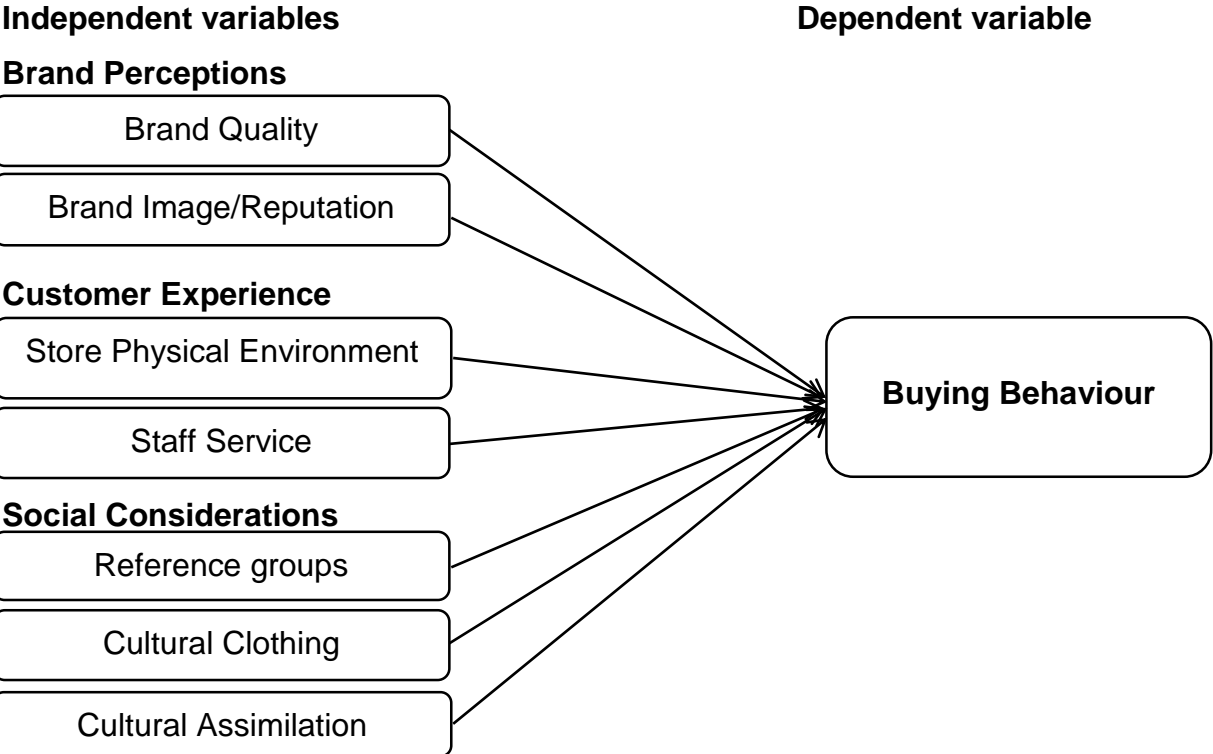 Independent variables
Dependent variable
Brand Perceptions
Brand Quality
Brand Image/Reputation
Customer Experience
Store Physical Environment
Staff Service
Buying Behaviour
Social Considerations
Reference groups
Cultural Clothing
Cultural Assimilation